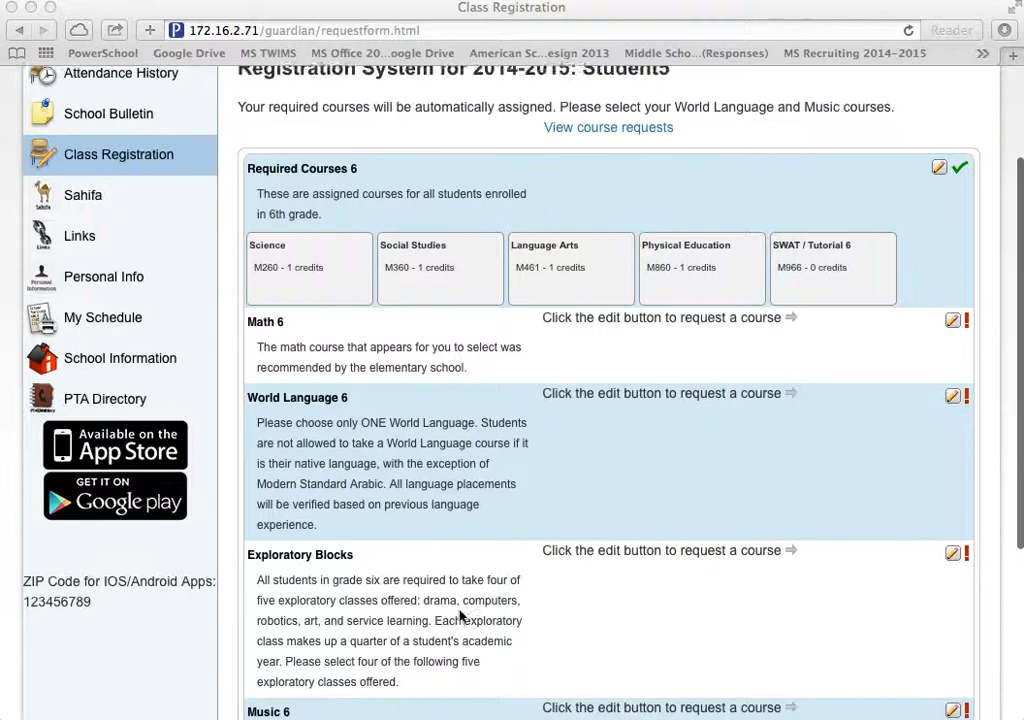 Class Registration
172.16.2.71/guardian/requestform.html
Reader
PowerSchool Google Drive MS TWIMS MS Office 20...oogle Drive American Sc...esign 2013 Middle Scho...(Responses) MS Recruiting 2014-2015
Attendance History
School Bulletin
Class Registration
Sahifa
Links
Personal Info
My Schedule
School Information
PTA Directory
Available on the
App Store
GET IT ON
Google play
ZIP Code for IOS/Android Apps:
123456789
Registration System for 2014-2015: Student5
Your required courses will be automatically assigned. Please select your World Language and Music courses.
View course requests
Required Courses 6
These are assigned courses for all students enrolled
in 6th grade.
Science
M260 - 1 credits
Social Studies
M360 - 1 credits
Language Arts
M461 - 1 credits
Physical Education
M860 - 1 credits
SWAT / Tutorial 6
M966 - 0 credits
Math 6
Click the edit button to request a course
The math course that appears for you to select was
recommended by the elementary school.
World Language 6
Click the edit button to request a course
Please choose only ONE World Language. Students
are not allowed to take a World Language course if it
is their native language, with the exception of
Modern Standard Arabic. All language placements
will be verified based on previous language
experience.
Exploratory Blocks
Click the edit button to request a course
All students in grade six are required to take four of
five exploratory classes offered: drama, computers,
robotics, art, and service learning. Each exploratory
class makes up a quarter of a student's academic
year. Please select four of the following five
exploratory classes offered.
Music 6
Click the edit button to request a course